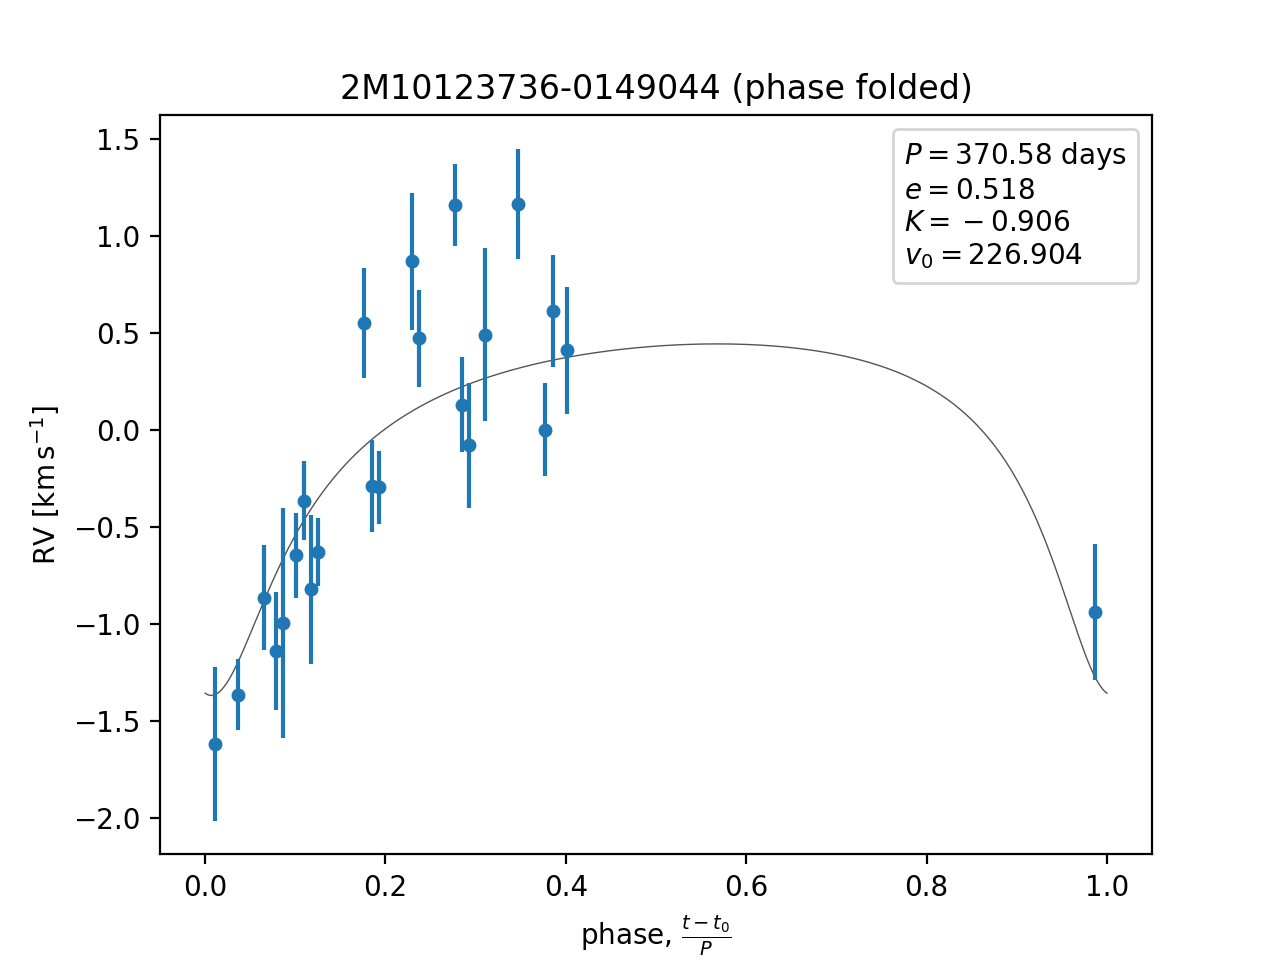 2M10123736-0149044 (phase folded)
P = 370.58 days
e = 0.518
K = −0.906
v₀ = 226.904
1.5
1.0
0.5
0.0
−0.5
−1.0
−1.5
−2.0
RV [km s⁻¹]
0.0 0.2 0.4 0.6 0.8 1.0
phase, (t − t₀)/P